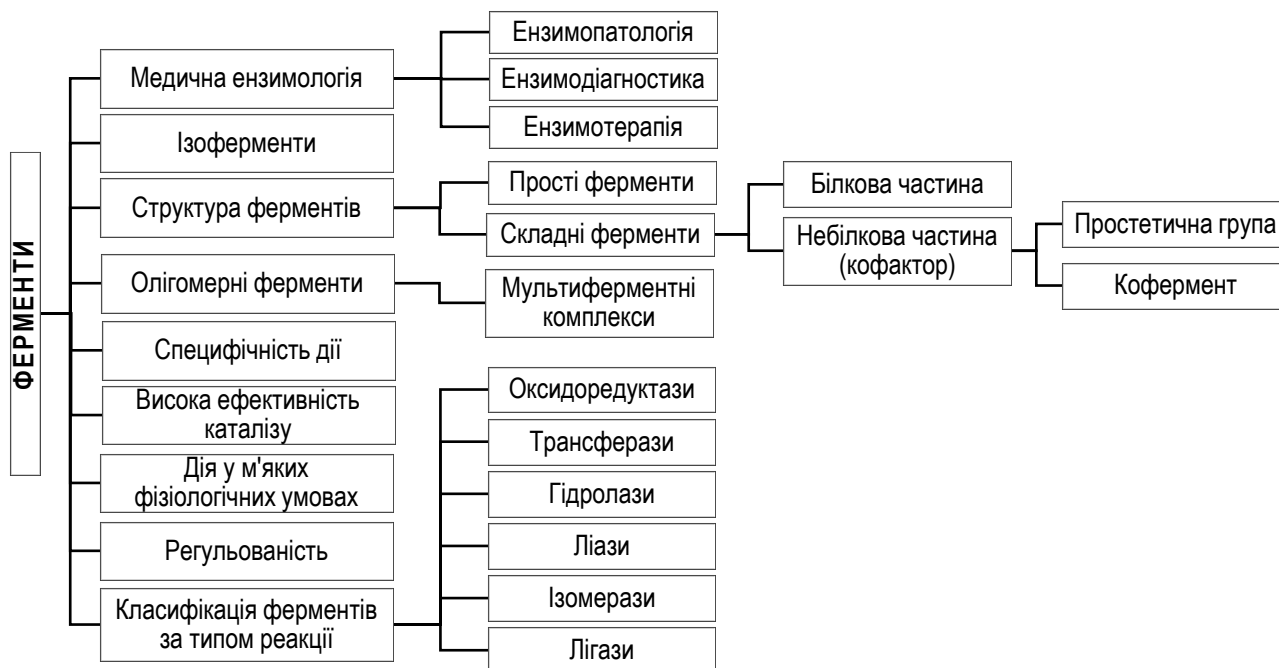 ФЕРМЕНТИ
Медична ензимологія
Ензимопатологія
Ензимодіагностика
Ензимотерапія
Ізоферменти
Структура ферментів
Прості ферменти
Складні ферменти
Білкова частина
Небілкова частина
(кофактор)
Простетична група
Кофермент
Олігомерні ферменти
Мультиферментні
комплекси
Специфічність дії
Висока ефективність
каталізу
Дія у м'яких
фізіологічних умовах
Регульованість
Класифікація ферментів
за типом реакції
Оксидоредуктази
Трансферази
Гідролази
Ліази
Ізомерази
Лігази